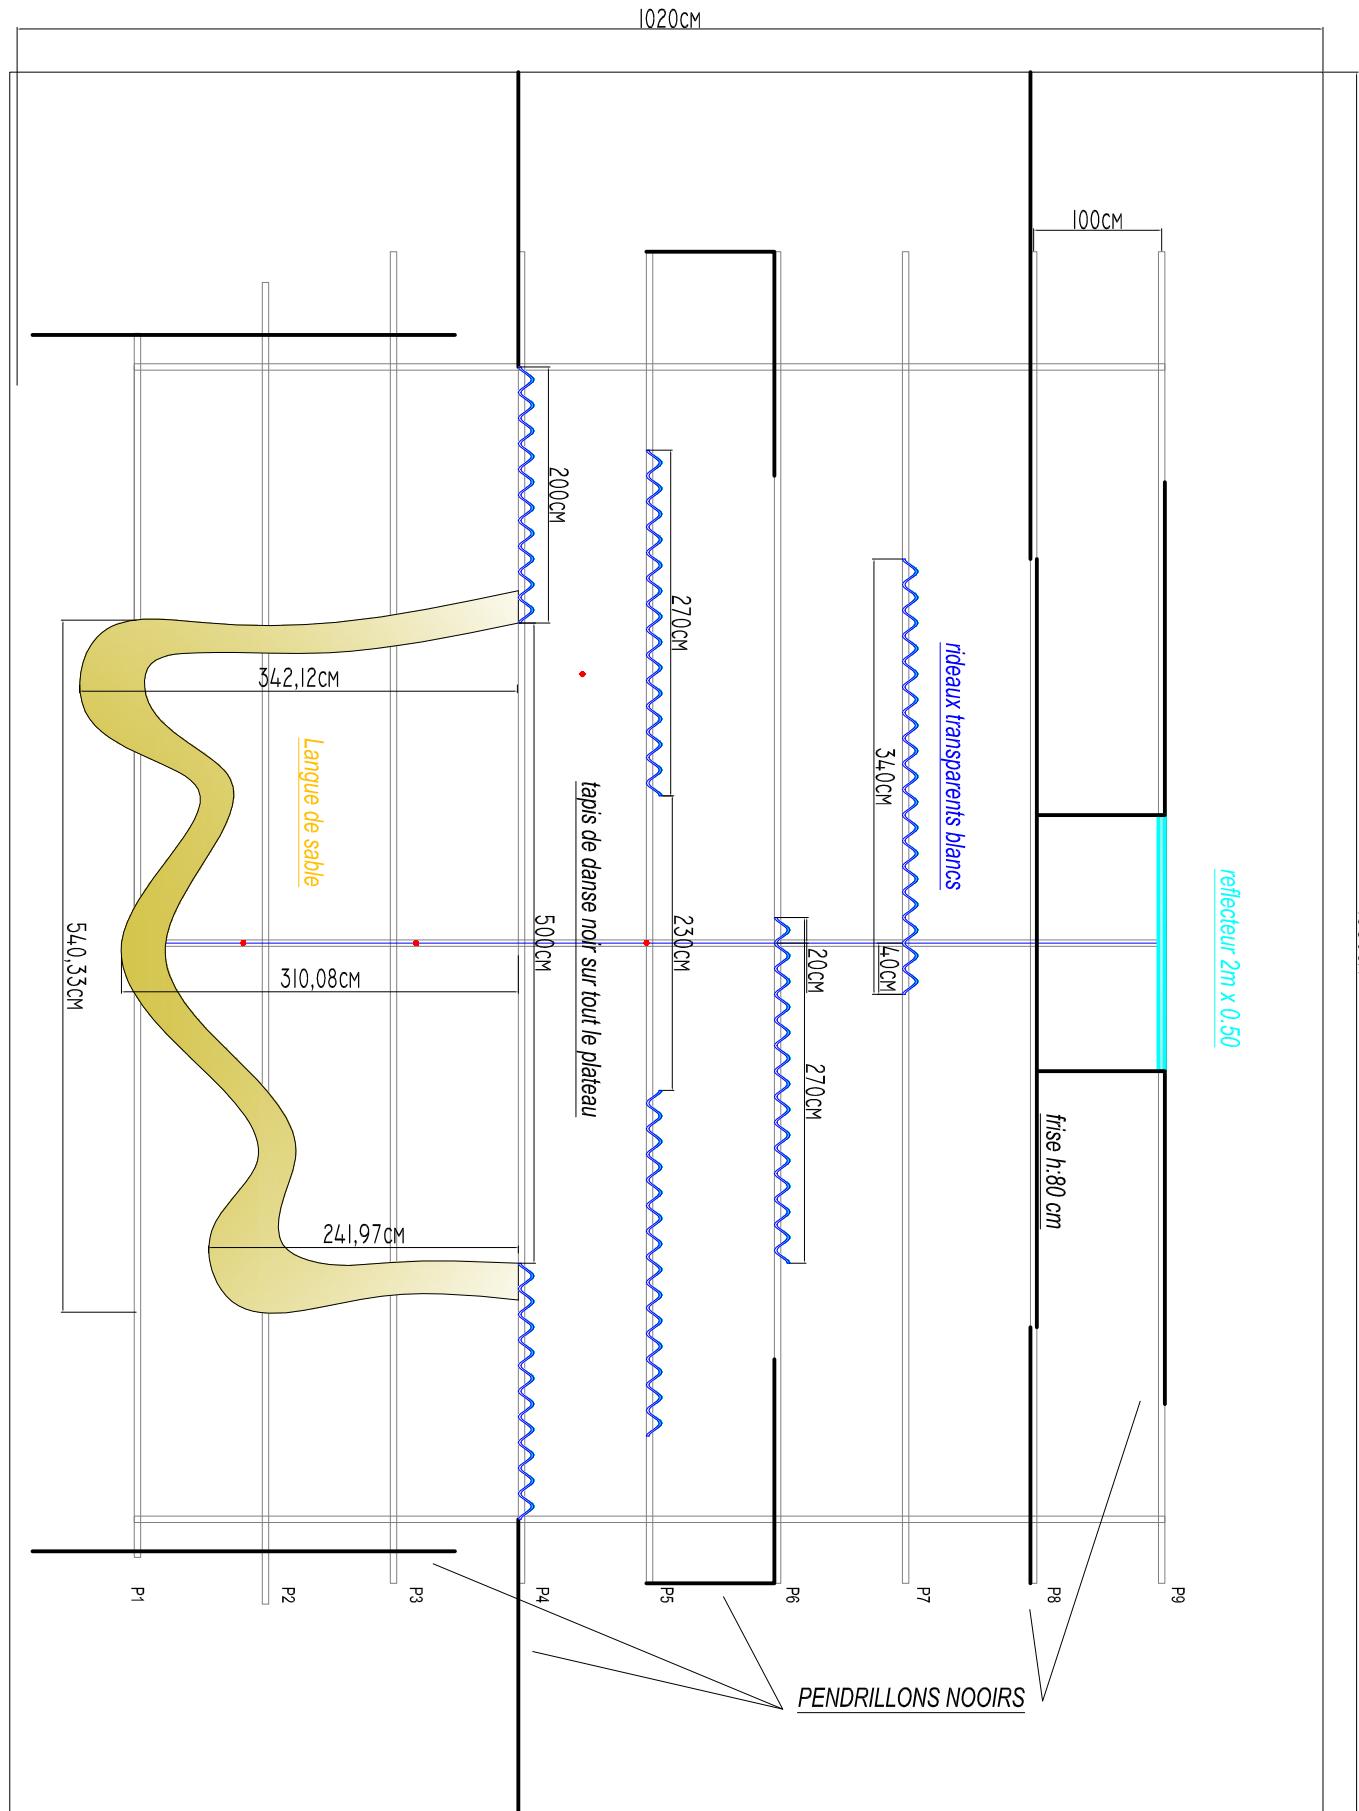 1020CM
100CM
200CM
270CM
rideaux transparents blancs
342,12CM
Langue de sable
340CM
tapis de danse noir sur tout le plateau
reflecteur 2m x 0.50
540,33CM
310,08CM
500CM
230CM
20CM
40CM
270CM
frise h:80 cm
241,97CM
P1
P2
P3
P4
P5
P6
P7
P8
P9
PENDRILLONS NOOIRS